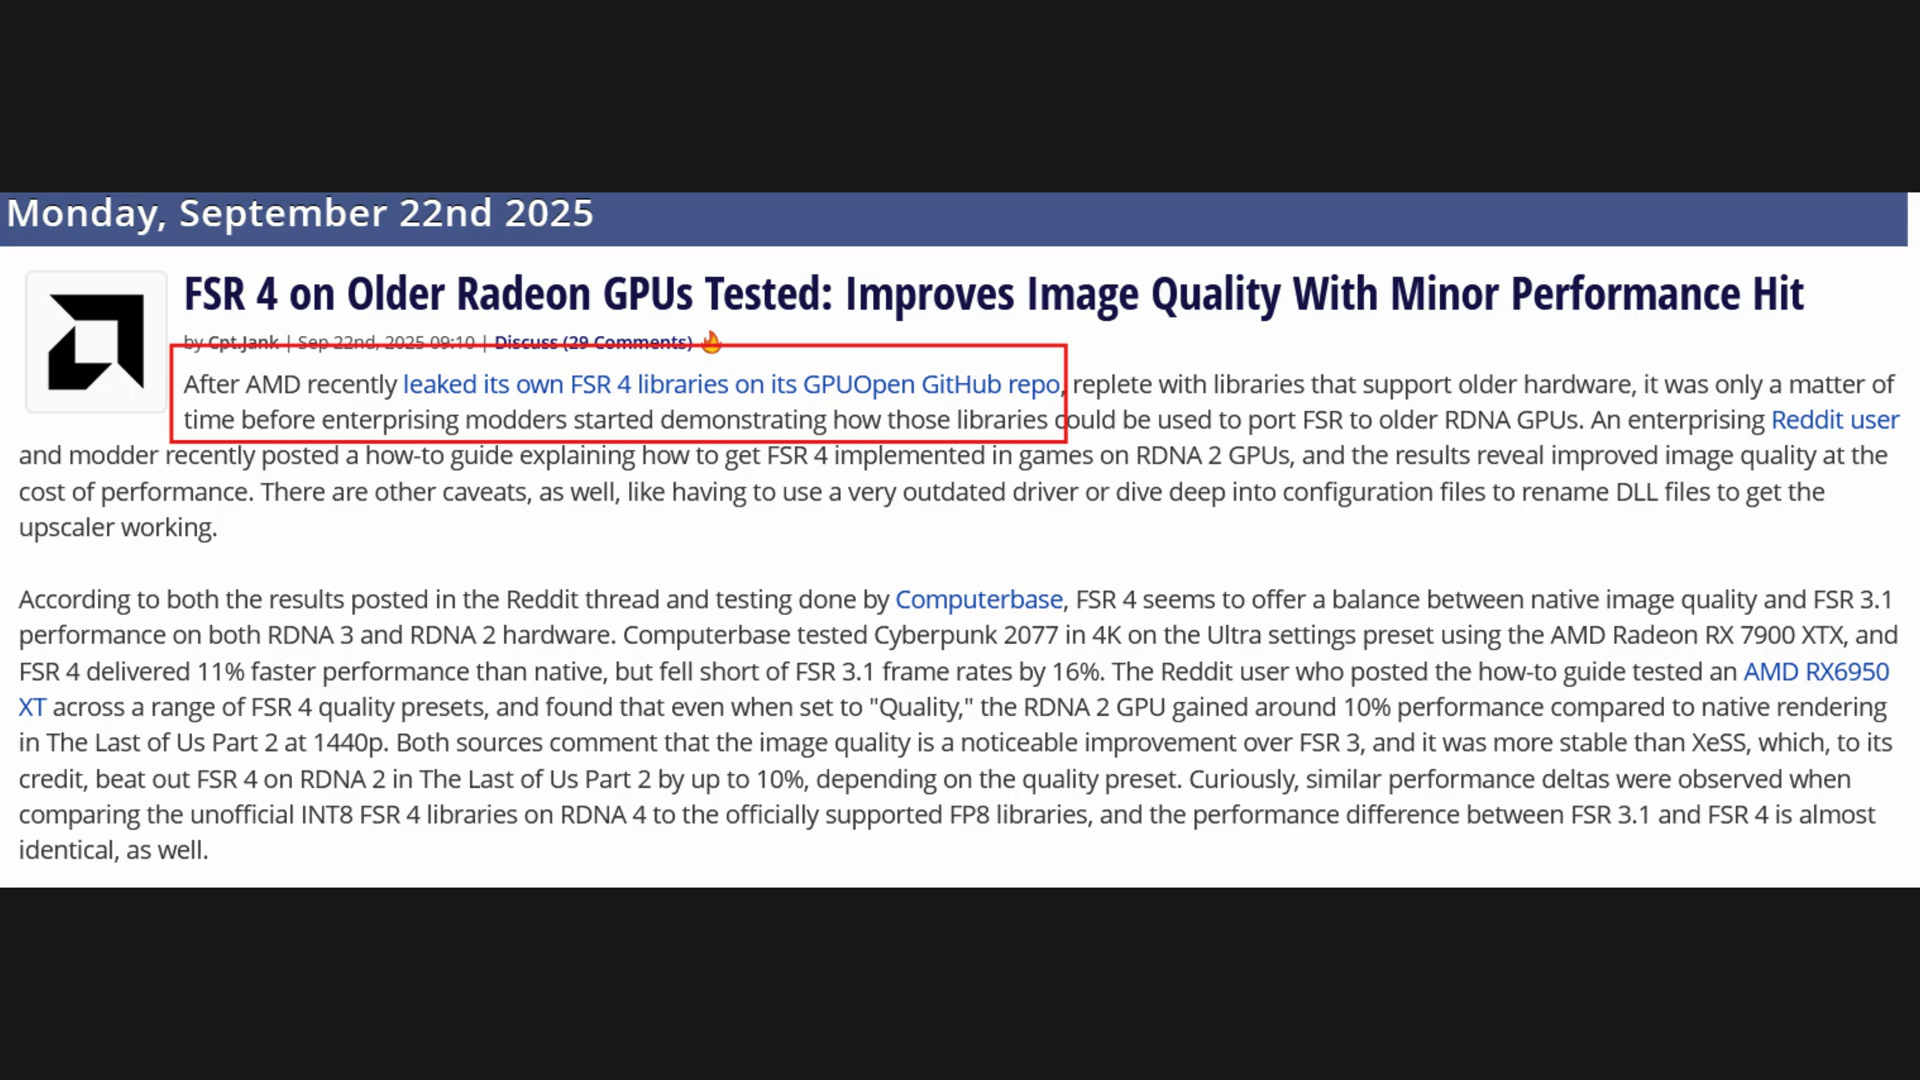 Monday, September 22nd 2025
FSR 4 on Older Radeon GPUs Tested: Improves Image Quality With Minor Performance Hit
by Cpt.Jank | Sep 22nd, 2025 09:10 | Discuss (29 Comments)
After AMD recently leaked its own FSR 4 libraries on its GPUOpen GitHub repo, replete with libraries that support older hardware, it was only a matter of
time before enterprising modders started demonstrating how those libraries could be used to port FSR to older RDNA GPUs. An enterprising Reddit user
and modder recently posted a how-to guide explaining how to get FSR 4 implemented in games on RDNA 2 GPUs, and the results reveal improved image quality at the
cost of performance. There are other caveats, as well, like having to use a very outdated driver or dive deep into configuration files to rename DLL files to get the
upscaler working.
According to both the results posted in the Reddit thread and testing done by Computerbase, FSR 4 seems to offer a balance between native image quality and FSR 3.1
performance on both RDNA 3 and RDNA 2 hardware. Computerbase tested Cyberpunk 2077 in 4K on the Ultra settings preset using the AMD Radeon RX 7900 XTX, and
FSR 4 delivered 11% faster performance than native, but fell short of FSR 3.1 frame rates by 16%. The Reddit user who posted the how-to guide tested an AMD RX6950
XT across a range of FSR 4 quality presets, and found that even when set to "Quality," the RDNA 2 GPU gained around 10% performance compared to native rendering
in The Last of Us Part 2 at 1440p. Both sources comment that the image quality is a noticeable improvement over FSR 3, and it was more stable than XeSS, which, to its
credit, beat out FSR 4 on RDNA 2 in The Last of Us Part 2 by up to 10%, depending on the quality preset. Curiously, similar performance deltas were observed when
comparing the unofficial INT8 FSR 4 libraries on RDNA 4 to the officially supported FP8 libraries, and the performance difference between FSR 3.1 and FSR 4 is almost
identical, as well.